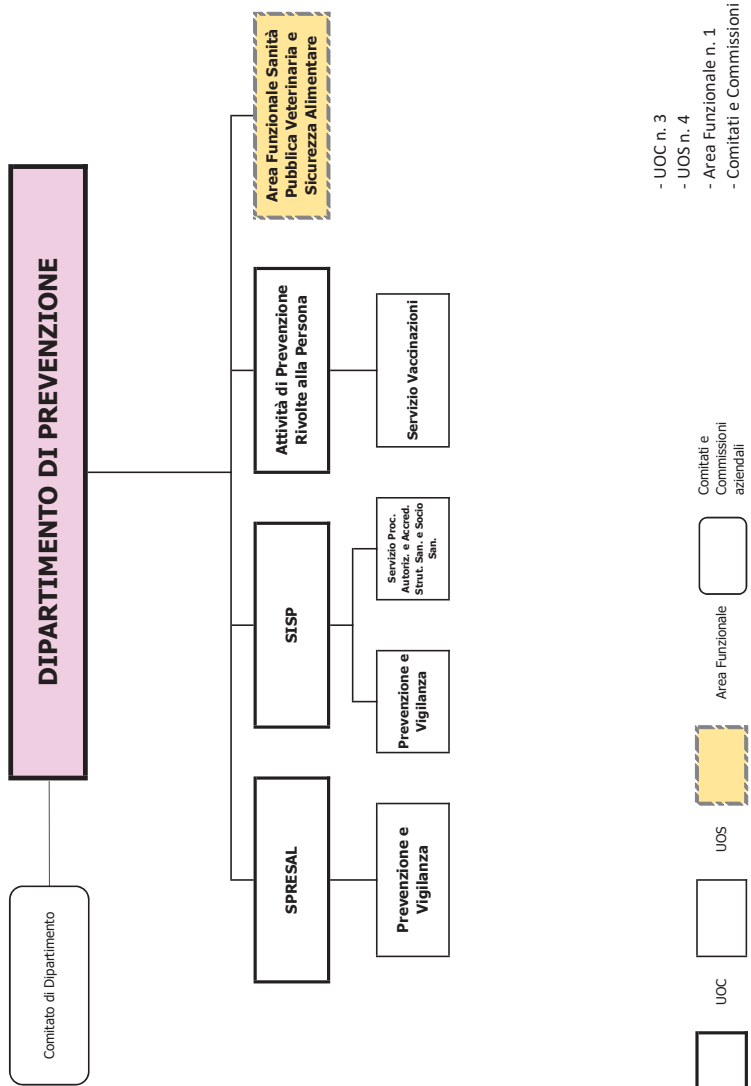 DIPARTIMENTO DI PREVENZIONE
Comitato di Dipartimento
SPRESAL
SISP
Attività di Prevenzione
Rivolte alla Persona
Area Funzionale Sanità
Pubblica Veterinaria e
Sicurezza Alimentare
Prevenzione e
Vigilanza
Prevenzione e
Vigilanza
Servizio Proc.
Autoriz. e Accred.
Strut. San. e Socio
San.
Servizio Vaccinazioni
- UOC n. 3
- UOS n. 4
- Area Funzionale n. 1
- Comitati e Commissioni
UOC
UOS
Area Funzionale
Comitati e
Commissioni
aziendali